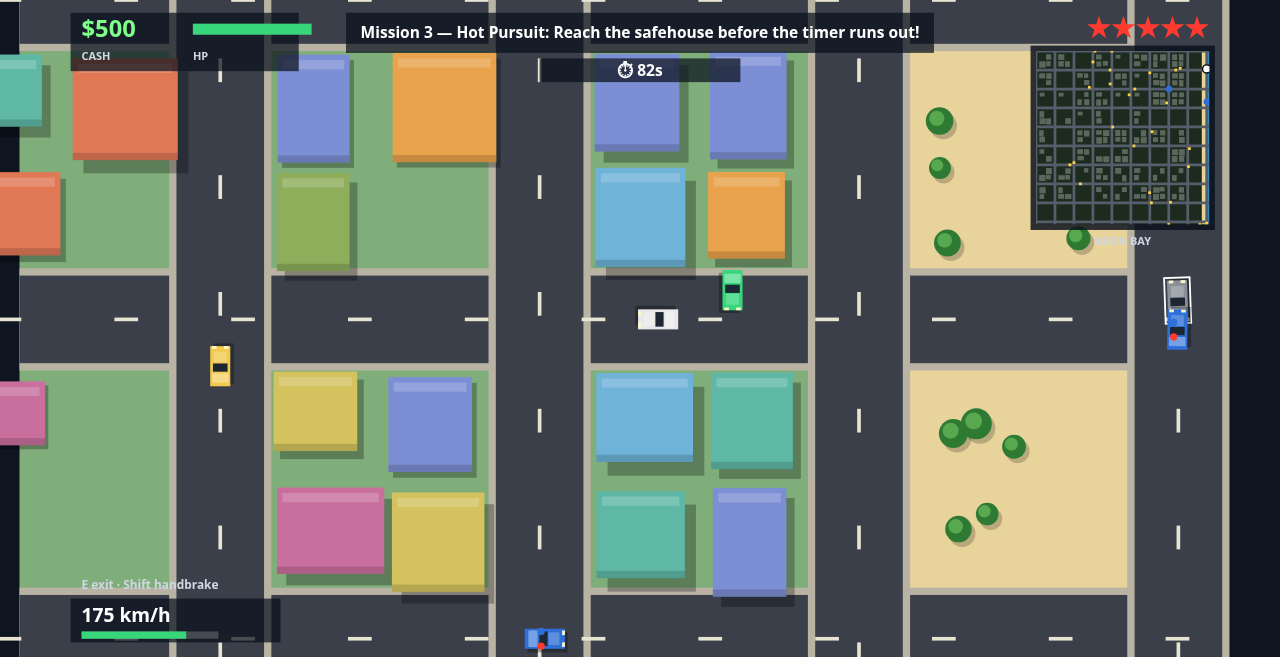 $500
CASH
HP
Mission 3 — Hot Pursuit: Reach the safehouse before the timer runs out!
⏱ 82s
★★★★★
BAY
E exit · Shift handbrake
175 km/h